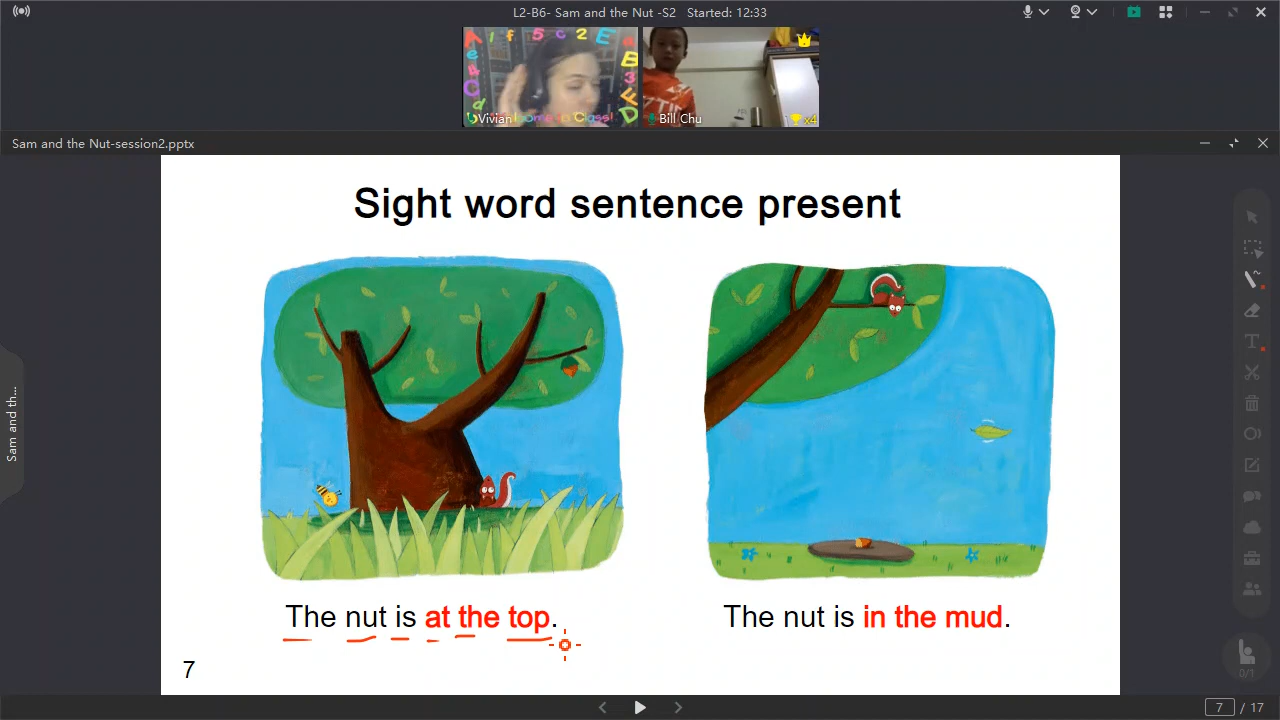 L2-B6- Sam and the Nut -S2 Started: 12:33
Vivian
Bill Chu
x4
Sam and the Nut-session2.pptx
Sight word sentence present
Sam and th...
The nut is at the top.
The nut is in the mud.
7
0/1
7 / 17